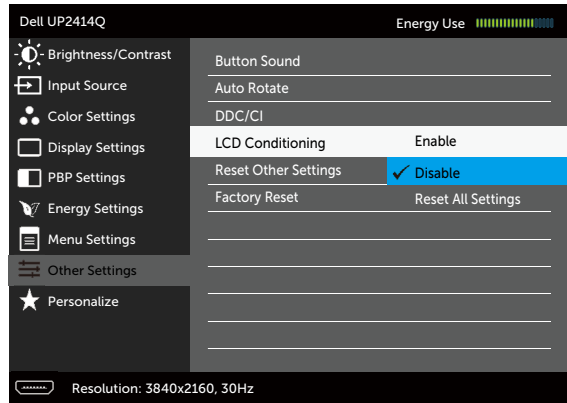 Dell UP2414Q
Energy Use
Brightness/Contrast
Input Source
Color Settings
Display Settings
PBP Settings
Energy Settings
Menu Settings
Other Settings
Personalize
Button Sound
Auto Rotate
DDC/CI
LCD Conditioning
Enable
Reset Other Settings
Disable
Factory Reset
Reset All Settings
Resolution: 3840x2160, 30Hz